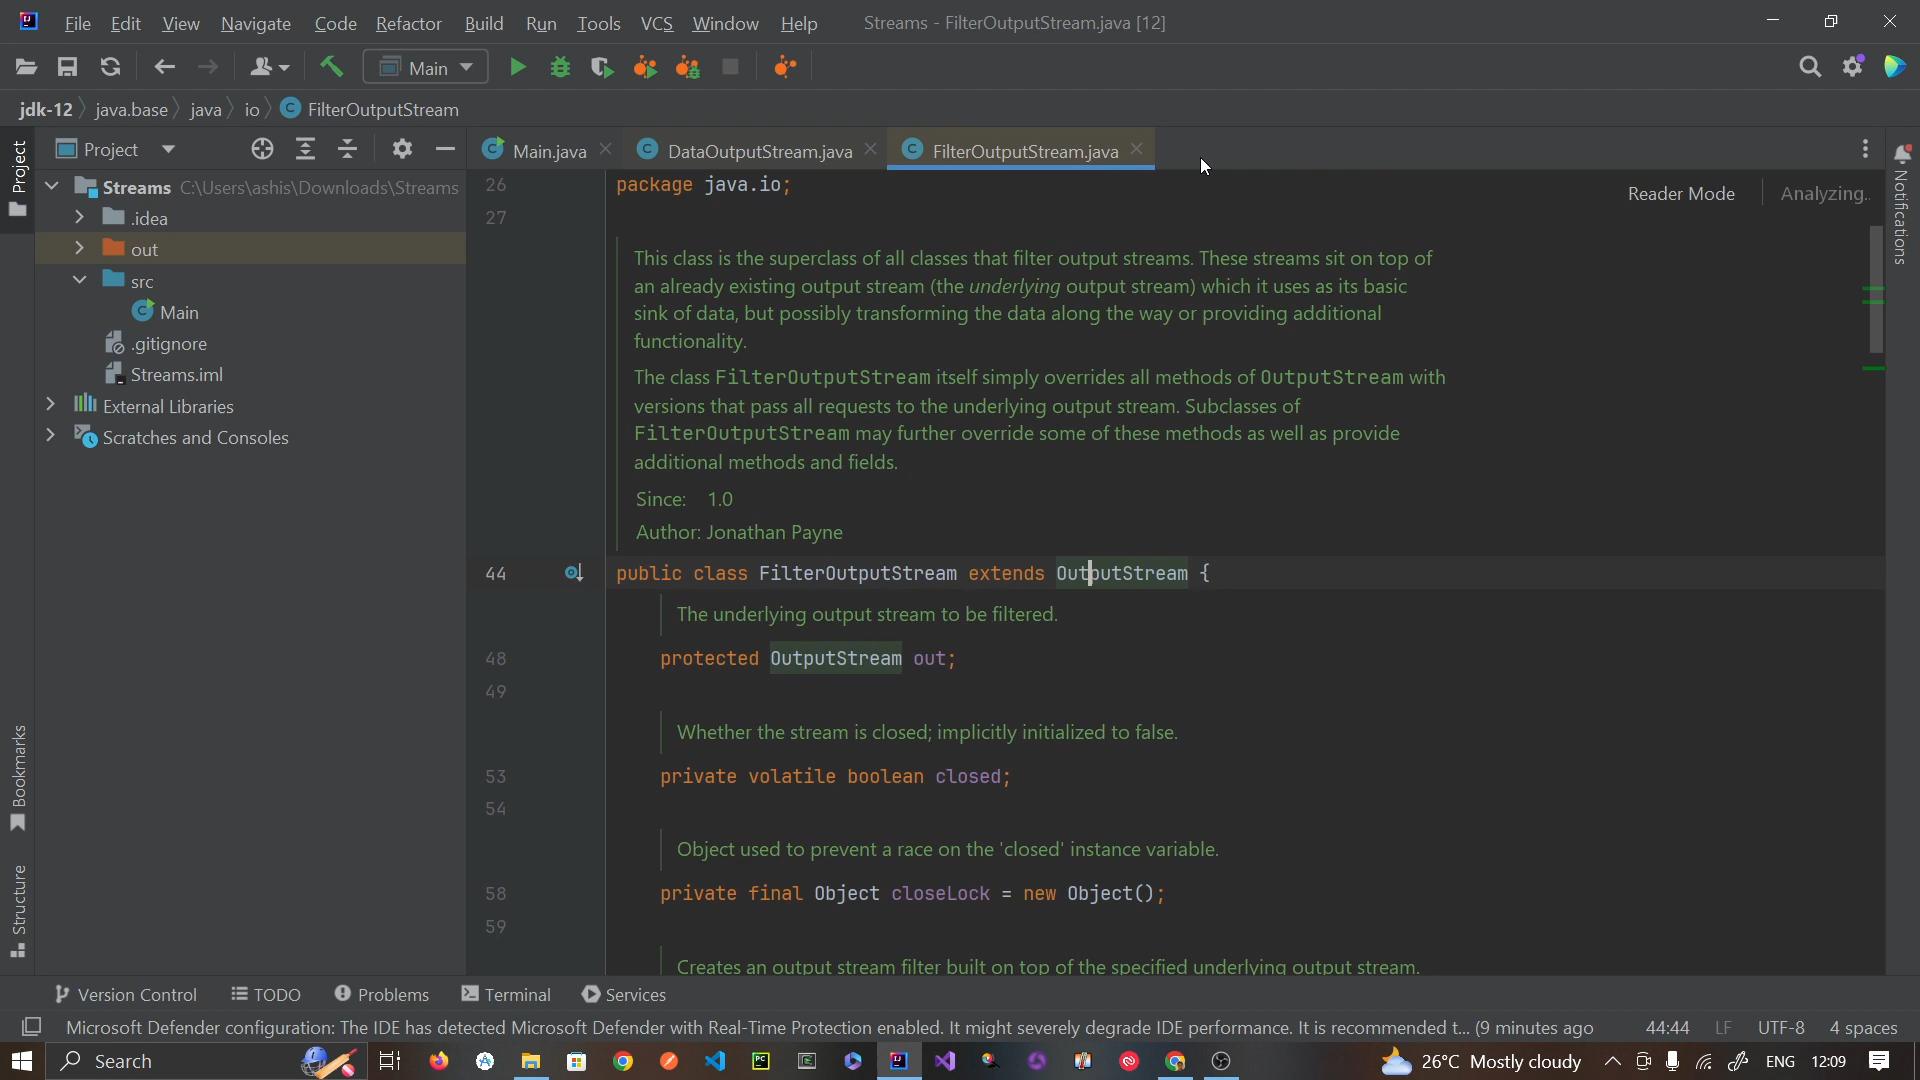 File Edit View Navigate Code Refactor Build Run Tools VCS Window Help Streams - FilterOutputStream.java [12]
Main
jdk-12 java.base java io FilterOutputStream
Project
Project
Main.java
DataOutputStream.java
FilterOutputStream.java
Streams C:\Users\ashis\Downloads\Streams
.idea
out
src
Main
.gitignore
Streams.iml
External Libraries
Scratches and Consoles
Bookmarks
Structure
Notifications
Reader Mode
Analyzing..
26 package java.io;
27
This class is the superclass of all classes that filter output streams. These streams sit on top of
an already existing output stream (the underlying output stream) which it uses as its basic
sink of data, but possibly transforming the data along the way or providing additional
functionality.
The class FilterOutputStream itself simply overrides all methods of OutputStream with
versions that pass all requests to the underlying output stream. Subclasses of
FilterOutputStream may further override some of these methods as well as provide
additional methods and fields.
Since: 1.0
Author: Jonathan Payne
44 public class FilterOutputStream extends OutputStream {
The underlying output stream to be filtered.
48 protected OutputStream out;
49
Whether the stream is closed; implicitly initialized to false.
53 private volatile boolean closed;
54
Object used to prevent a race on the 'closed' instance variable.
58 private final Object closeLock = new Object();
59
Creates an output stream filter built on top of the specified underlying output stream.
Version Control TODO Problems Terminal Services
Microsoft Defender configuration: The IDE has detected Microsoft Defender with Real-Time Protection enabled. It might severely degrade IDE performance. It is recommended t... (9 minutes ago 44:44 LF UTF-8 4 spaces
Search 26°C Mostly cloudy ENG 12:09